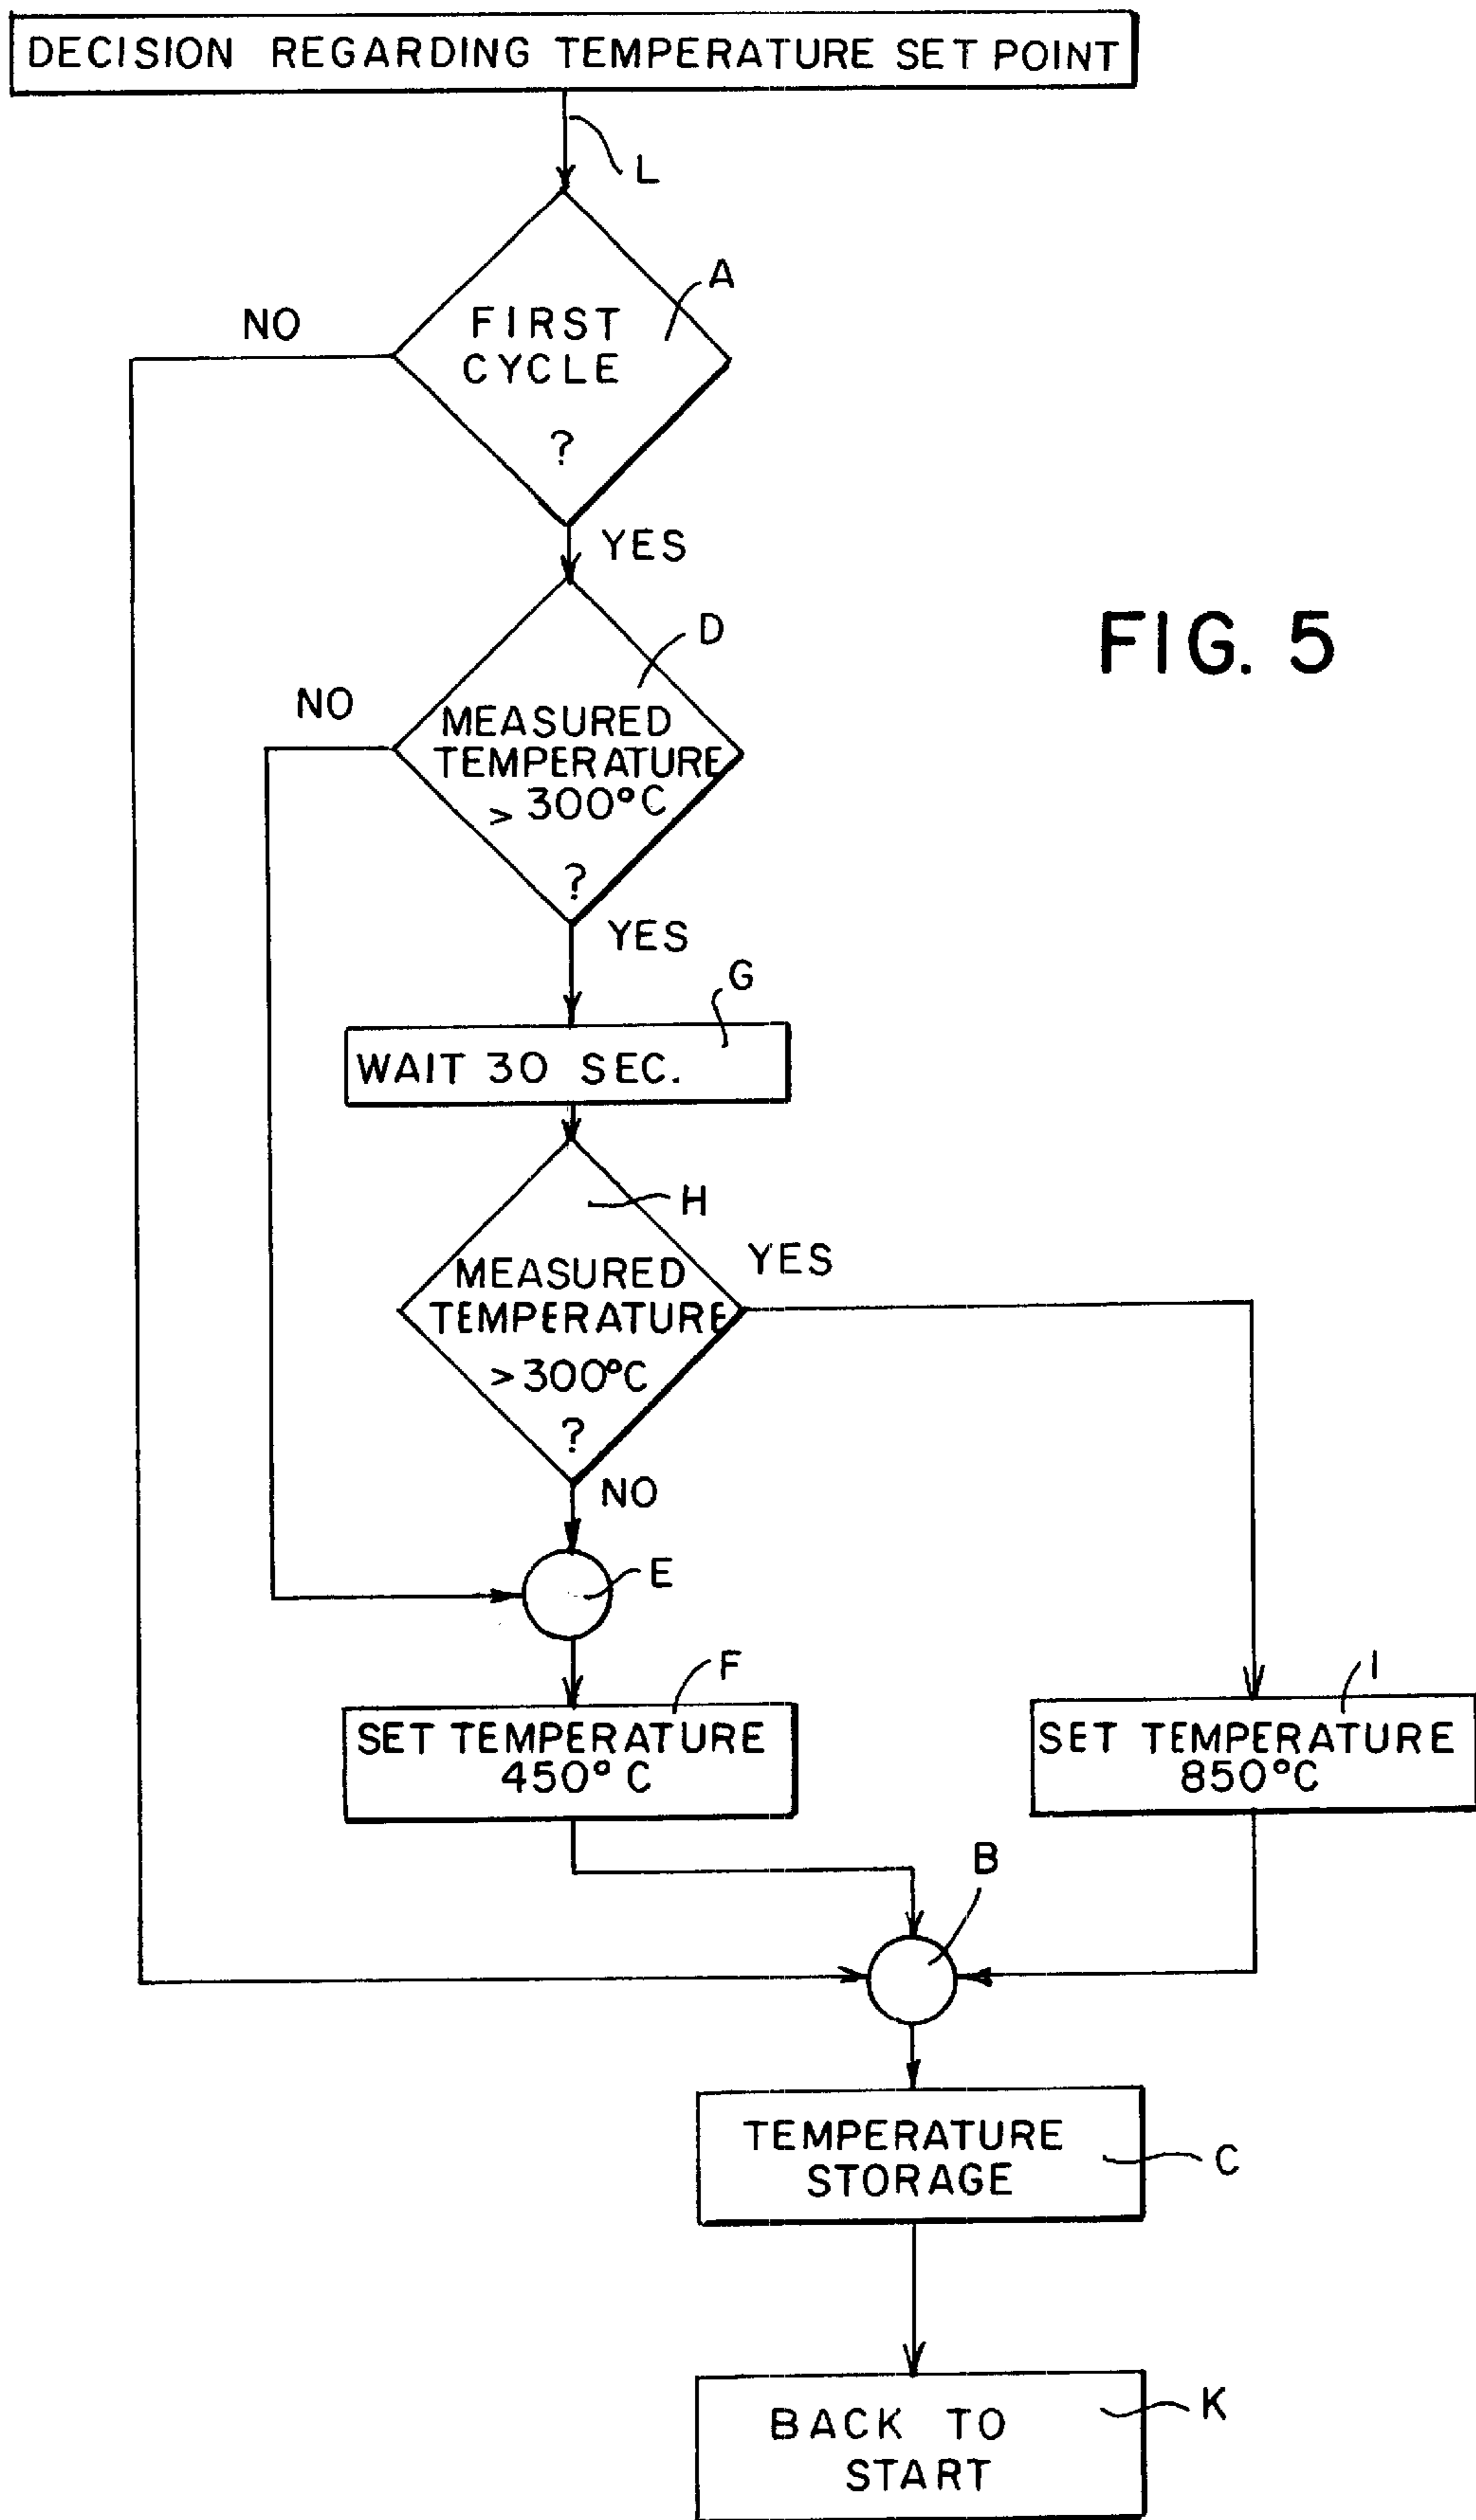 DECISION REGARDING TEMPERATURE SET POINT
L
A
NO
FIRST
CYCLE
?
YES
FIG. 5
D
NO
MEASURED
TEMPERATURE
> 300°C
?
YES
G
WAIT 30 SEC.
H
YES
MEASURED
TEMPERATURE
>300°C
?
NO
E
F
I
SET TEMPERATURE
450°C
SET TEMPERATURE
850°C
B
TEMPERATURE
STORAGE
C
K
BACK TO
START